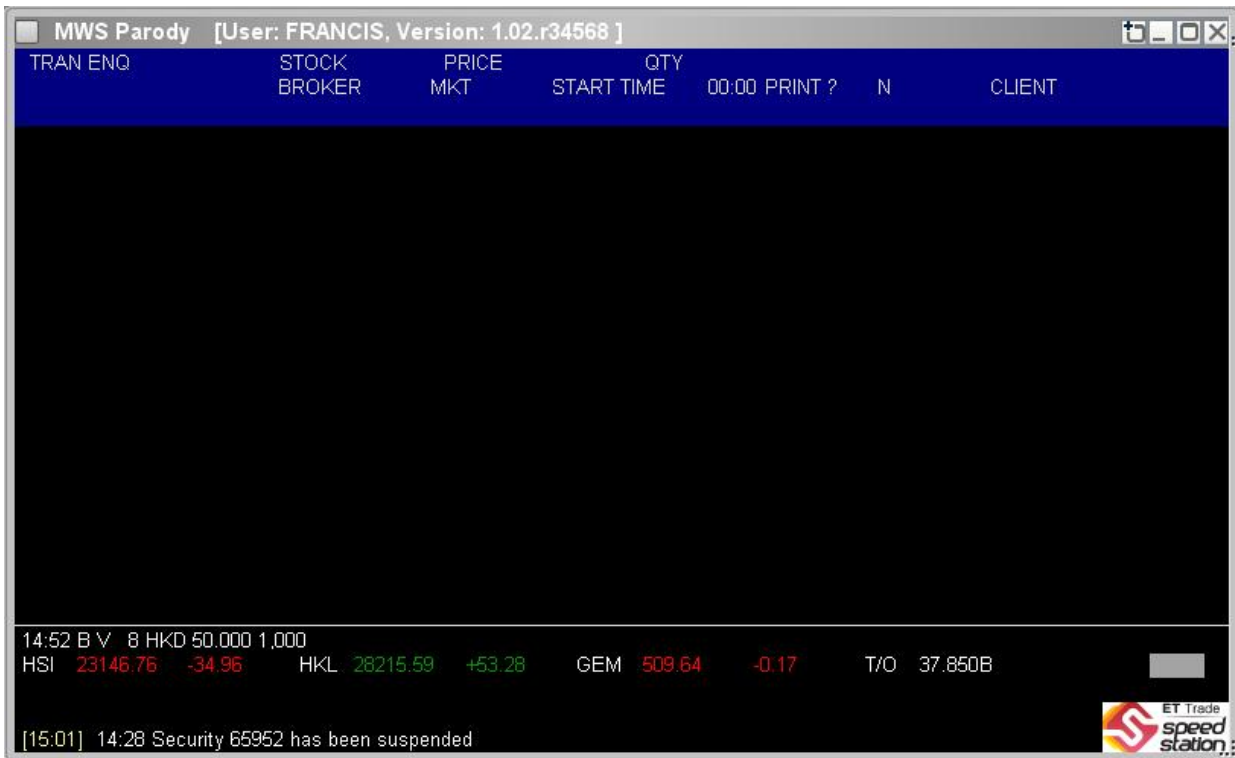 MWS Parody [User: FRANCIS, Version: 1.02.r34568 ]
TRAN ENQ STOCK PRICE QTY
BROKER MKT START TIME 00:00 PRINT ? N CLIENT
14:52 B V 8 HKD 50.000 1,000
HSI 23146.76 -34.96 HKL 28215.59 +53.28 GEM 509.64 -0.17 T/O 37.850B
[15:01] 14:28 Security 65952 has been suspended
ET Trade
speed
station